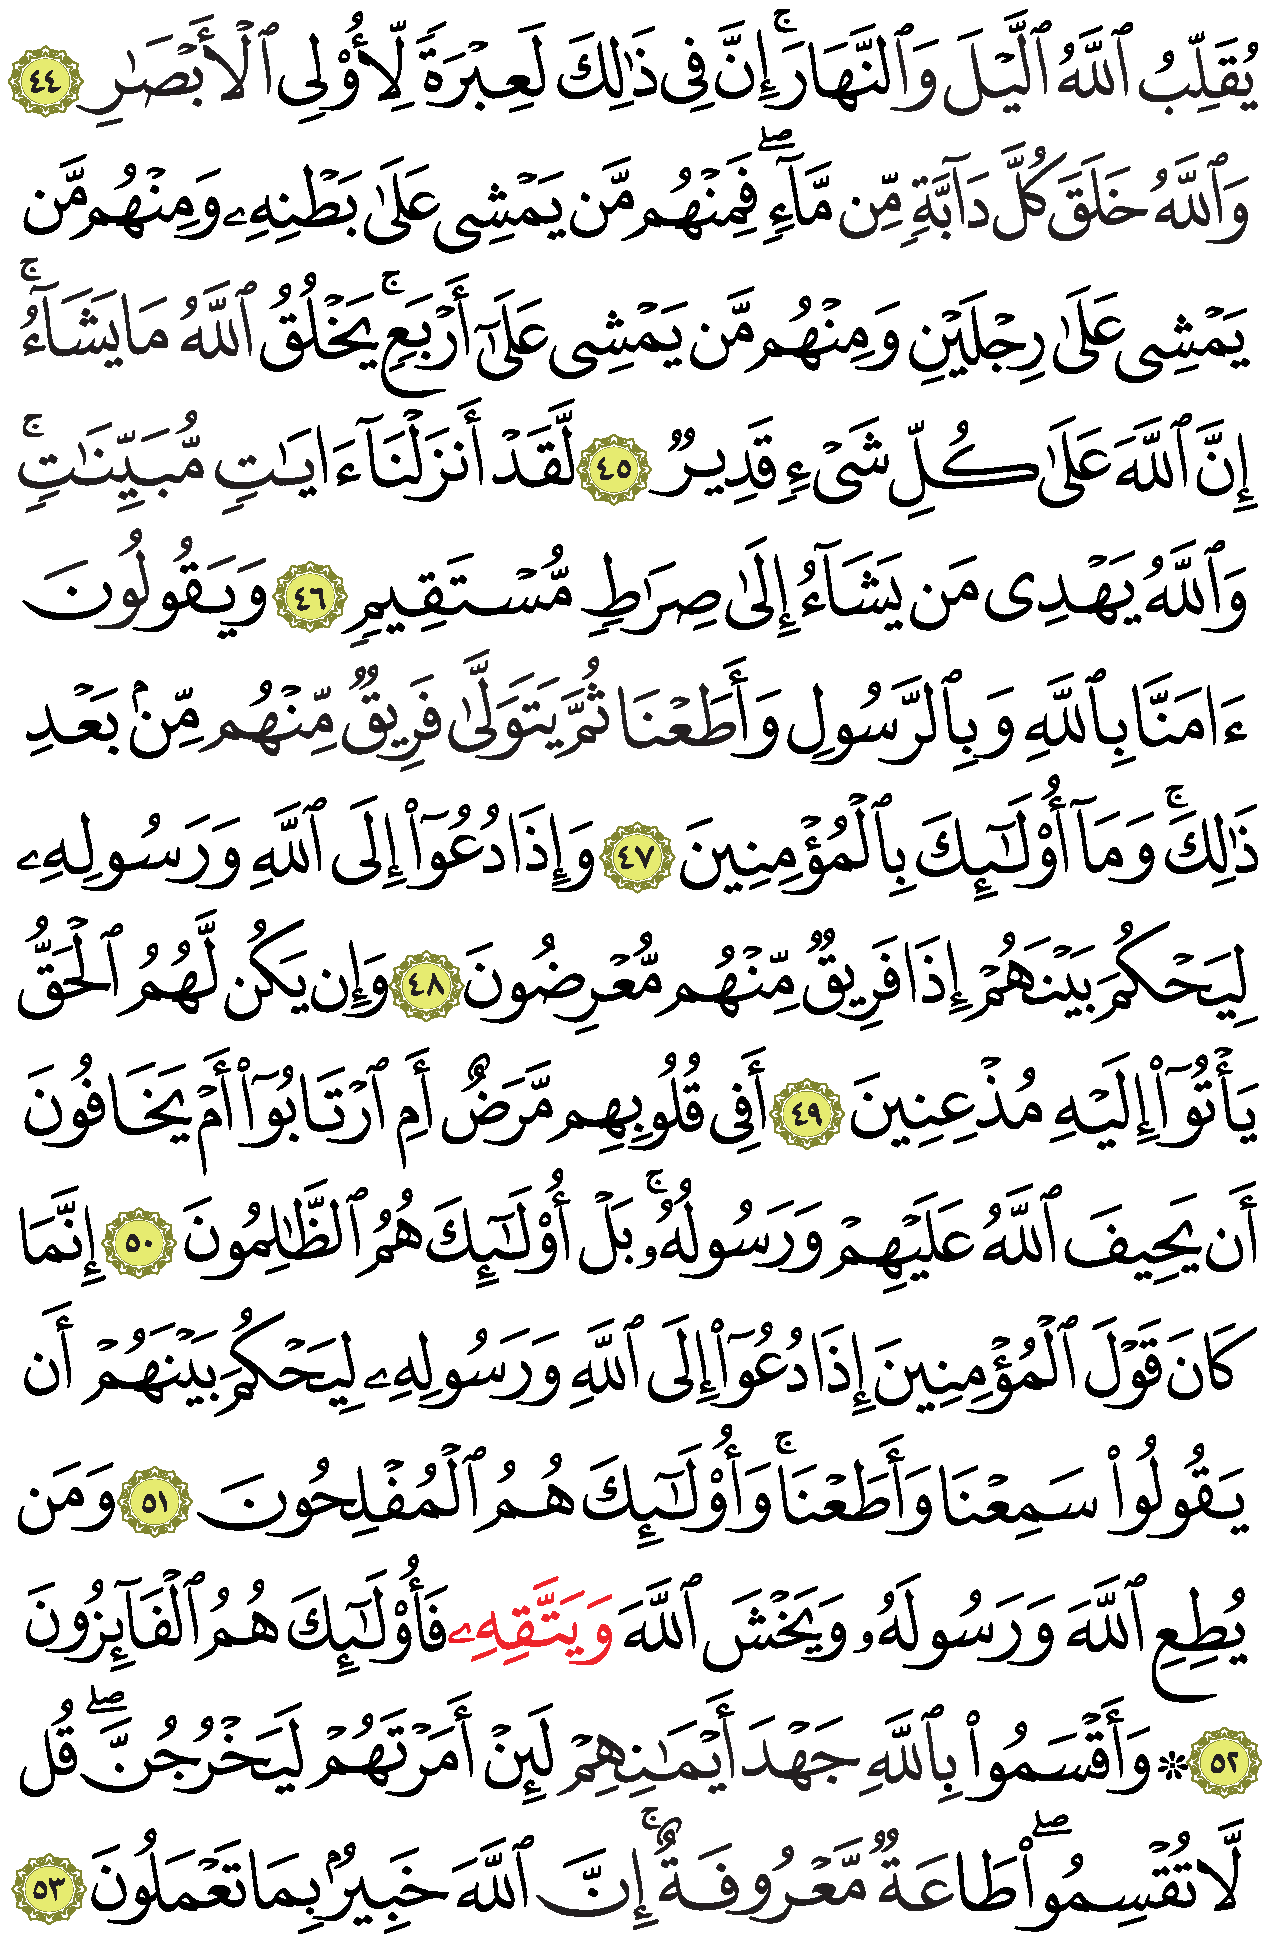 يُقَلِّبُ ٱللَّهُ ٱلَّيْلَ وَٱلنَّهَارَۚ إِنَّ فِى ذَٰلِكَ لَعِبْرَةً لِّأُو۟لِى ٱلْأَبْصَٰرِ ٤٤
وَٱللَّهُ خَلَقَ كُلَّ دَآبَّةٍ مِّن مَّآءٍۖ فَمِنْهُم مَّن يَمْشِى عَلَىٰ بَطْنِهِۦ وَمِنْهُم مَّن
يَمْشِى عَلَىٰ رِجْلَيْنِ وَمِنْهُم مَّن يَمْشِى عَلَىٰٓ أَرْبَعٍۚ يَخْلُقُ ٱللَّهُ مَا يَشَآءُۚ
إِنَّ ٱللَّهَ عَلَىٰ كُلِّ شَىْءٍ قَدِيرٌ ٤٥ لَّقَدْ أَنزَلْنَآ ءَايَٰتٍ مُّبَيِّنَٰتٍۚ
وَٱللَّهُ يَهْدِى مَن يَشَآءُ إِلَىٰ صِرَٰطٍ مُّسْتَقِيمٍ ٤٦ وَيَقُولُونَ
ءَامَنَّا بِٱللَّهِ وَبِٱلرَّسُولِ وَأَطَعْنَا ثُمَّ يَتَوَلَّىٰ فَرِيقٌ مِّنْهُم مِّنۢ بَعْدِ
ذَٰلِكَۚ وَمَآ أُو۟لَٰٓئِكَ بِٱلْمُؤْمِنِينَ ٤٧ وَإِذَا دُعُوٓا۟ إِلَى ٱللَّهِ وَرَسُولِهِۦ
لِيَحْكُمَ بَيْنَهُمْ إِذَا فَرِيقٌ مِّنْهُم مُّعْرِضُونَ ٤٨ وَإِن يَكُن لَّهُمُ ٱلْحَقُّ
يَأْتُوٓا۟ إِلَيْهِ مُذْعِنِينَ ٤٩ أَفِى قُلُوبِهِم مَّرَضٌ أَمِ ٱرْتَابُوٓا۟ أَمْ يَخَافُونَ
أَن يَحِيفَ ٱللَّهُ عَلَيْهِمْ وَرَسُولُهُۥۚ بَلْ أُو۟لَٰٓئِكَ هُمُ ٱلظَّٰلِمُونَ ٥٠ إِنَّمَا
كَانَ قَوْلَ ٱلْمُؤْمِنِينَ إِذَا دُعُوٓا۟ إِلَى ٱللَّهِ وَرَسُولِهِۦ لِيَحْكُمَ بَيْنَهُمْ أَن
يَقُولُوا۟ سَمِعْنَا وَأَطَعْنَاۚ وَأُو۟لَٰٓئِكَ هُمُ ٱلْمُفْلِحُونَ ٥١ وَمَن
يُطِعِ ٱللَّهَ وَرَسُولَهُۥ وَيَخْشَ ٱللَّهَ وَيَتَّقِهِۦ فَأُو۟لَٰٓئِكَ هُمُ ٱلْفَآئِزُونَ
٥٢ ۞ وَأَقْسَمُوا۟ بِٱللَّهِ جَهْدَ أَيْمَٰنِهِمْ لَئِنْ أَمَرْتَهُمْ لَيَخْرُجُنَّۖ قُل
لَّا تُقْسِمُوا۟ۖ طَاعَةٌ مَّعْرُوفَةٌۚ إِنَّ ٱللَّهَ خَبِيرٌۢ بِمَا تَعْمَلُونَ ٥٣